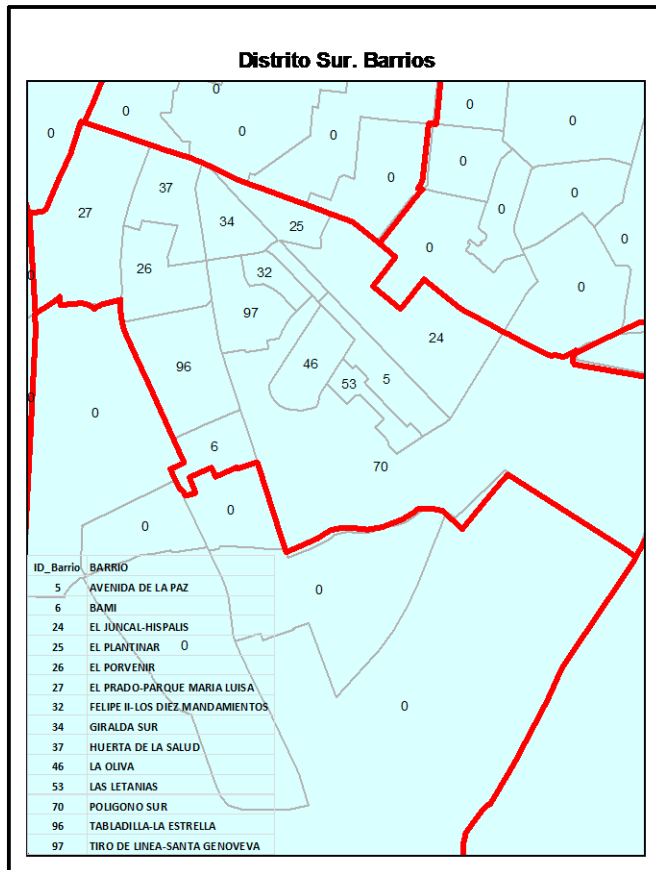 Distrito Sur. Barrios
0
0
0
0
0
0
0
0
0
37
0
27
0
34
25
0
0
26
32
0
0
97
24
46
5
96
53
0
0
6
70
0
0
0
ID_Barrio BARRIO
5 AVENIDA DE LA PAZ
0
6 BAMI
24 EL JUNCAL-HISPALIS
25 EL PLANTINAR
0
26 EL PORVENIR
27 EL PRADO-PARQUE MARIA LUISA
32 FELIPE II-LOS DIEZ MANDAMIENTOS
0
34 GIRALDA SUR
37 HUERTA DE LA SALUD
46 LA OLIVA
53 LAS LETANIAS
70 POLIGONO SUR
96 TABLADILLA-LA ESTRELLA
97 TIRO DE LINEA-SANTA GENOVEVA